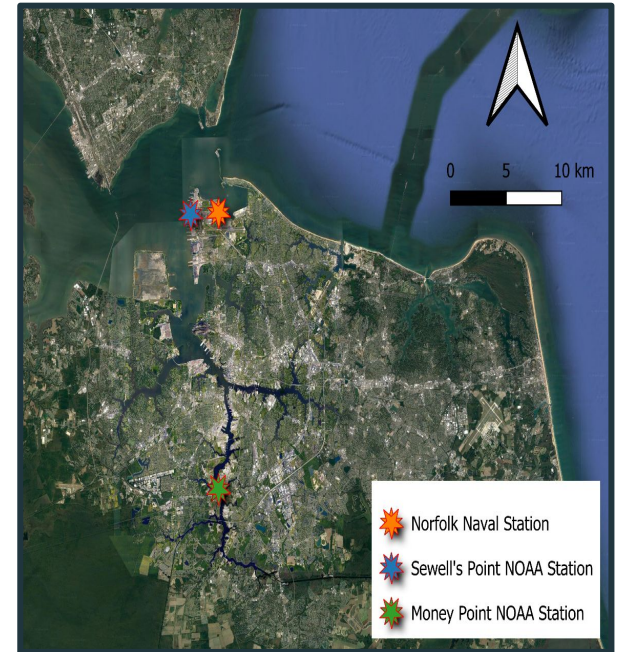 0 5 10 km
Norfolk Naval Station
Sewell's Point NOAA Station
Money Point NOAA Station